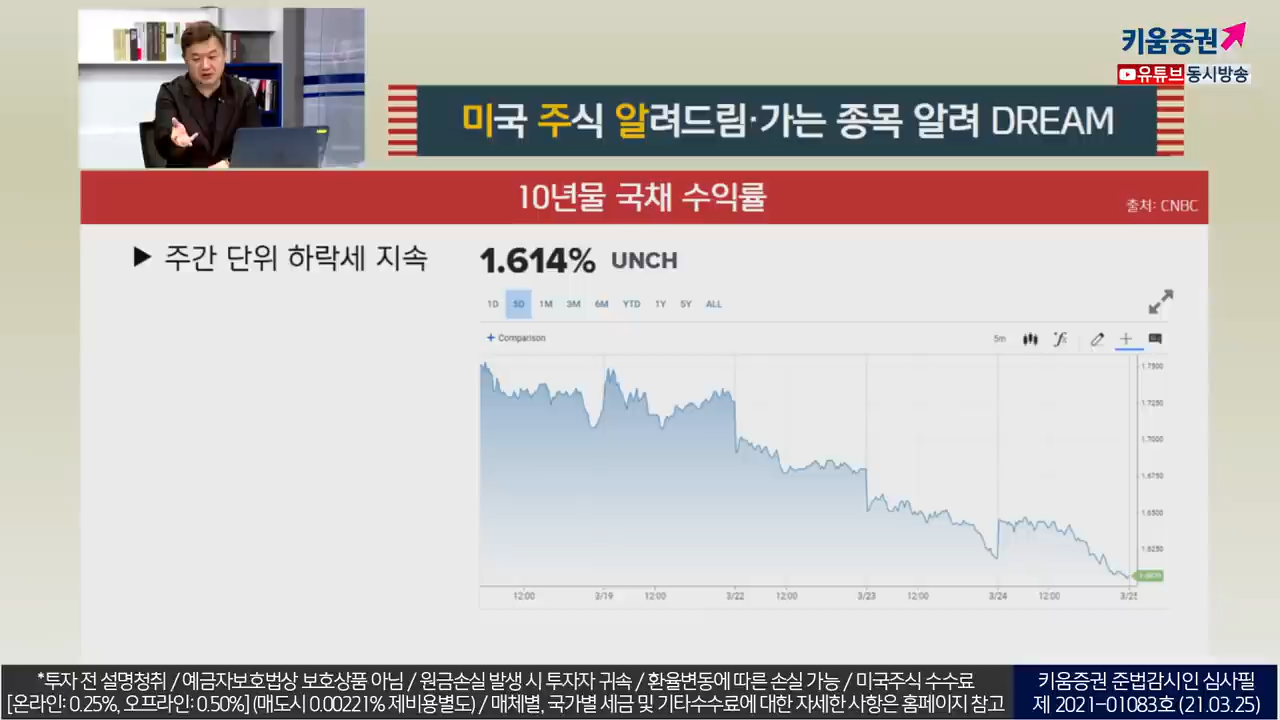 키움증권
유튜브 동시방송
미국 주식 알려드림·가는 종목 알려 DREAM
10년물 국채 수익률
출처: CNBC
▶ 주간 단위 하락세 지속
1.614% UNCH
1D 5D 1M 3M 6M YTD 1Y 5Y ALL
+ Comparison
5m
1.7500
1.7250
1.7000
1.6750
1.6500
1.6250
12:00 3/19 12:00 3/22 12:00 3/23 12:00 3/24 12:00 3/25
*투자 전 설명청취 / 예금자보호법상 보호상품 아님 / 원금손실 발생 시 투자자 귀속 / 환율변동에 따른 손실 가능 / 미국주식 수수료
[온라인: 0.25%, 오프라인: 0.50%] (매도시 0.00221% 제비용별도) / 매체별, 국가별 세금 및 기타수수료에 대한 자세한 사항은 홈페이지 참고
키움증권 준법감시인 심사필
제 2021-01083호 (21.03.25)